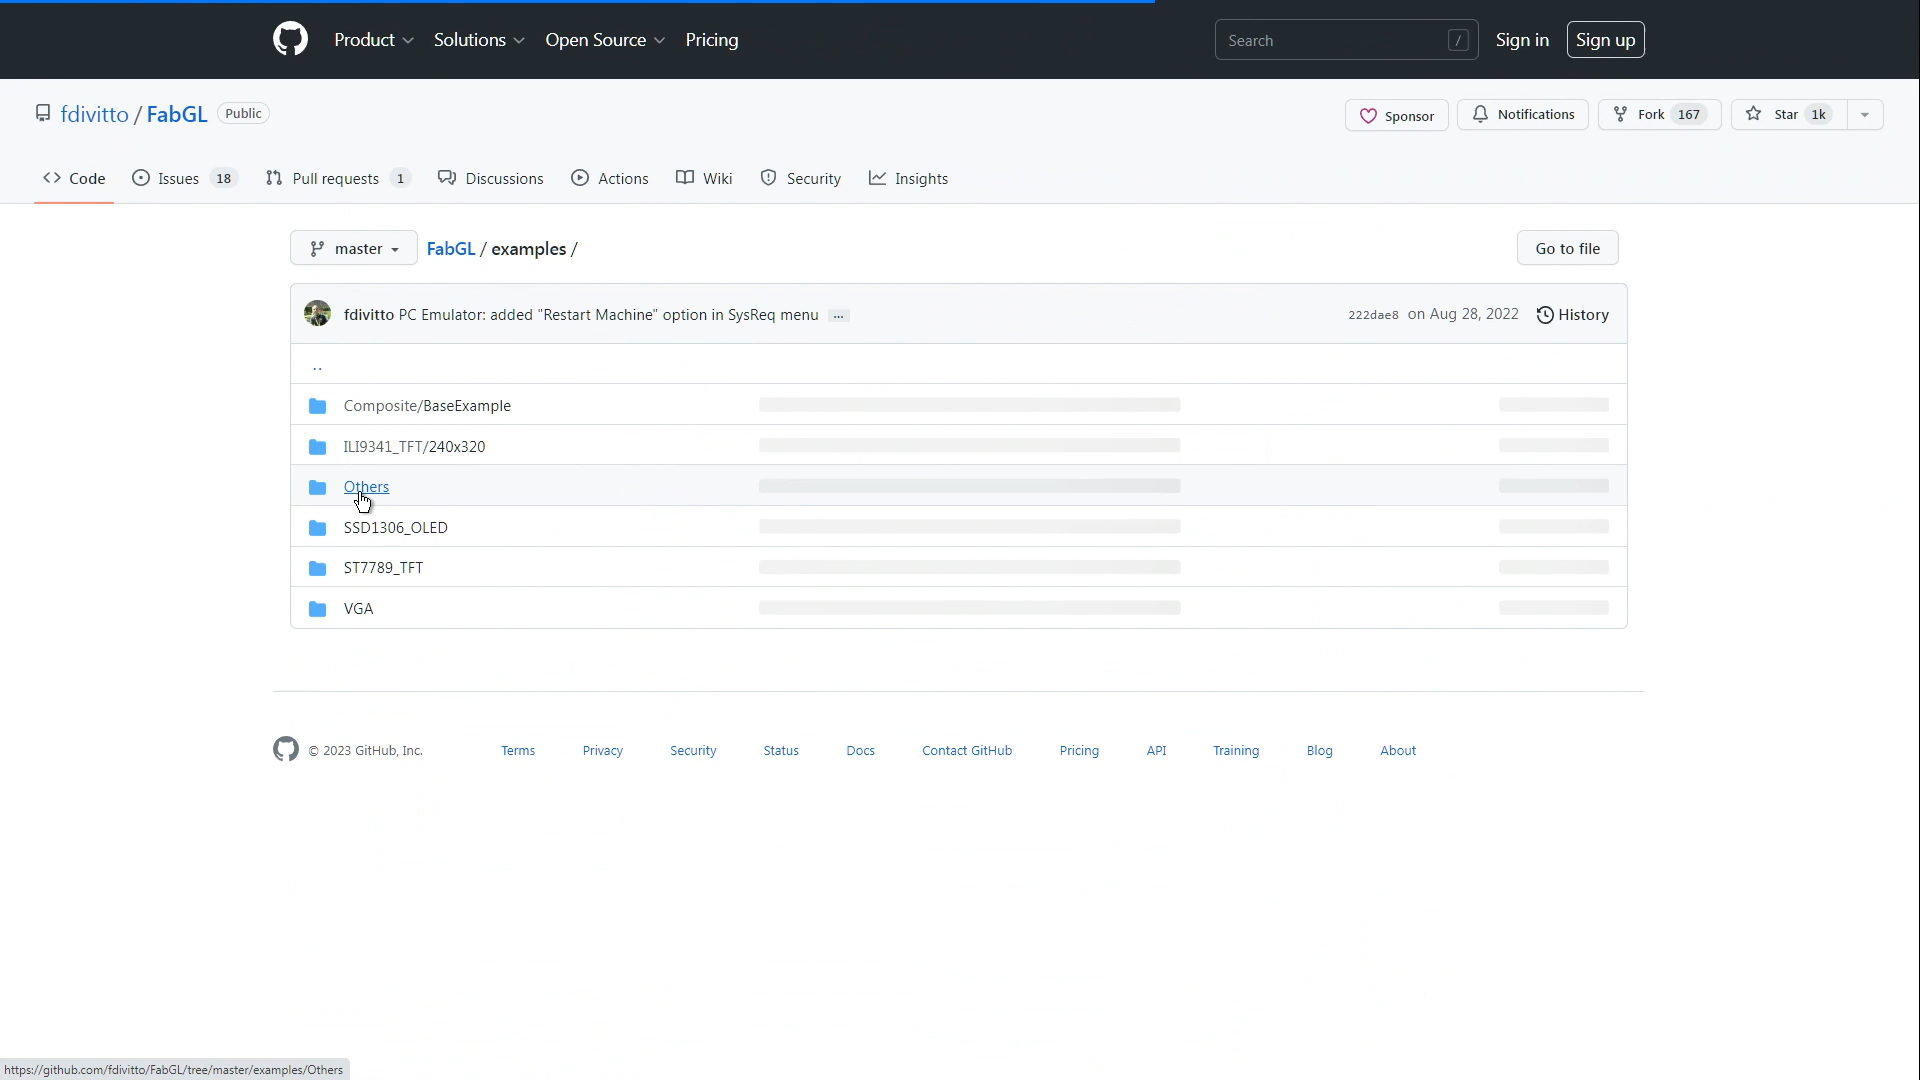 Product Solutions Open Source Pricing Search / Sign in Sign up
fdivitto / FabGL Public Sponsor Notifications Fork 167 Star 1k
Code Issues 18 Pull requests 1 Discussions Actions Wiki Security Insights
master FabGL / examples / Go to file
fdivitto PC Emulator: added "Restart Machine" option in SysReq menu ... 222dae8 on Aug 28, 2022 History
..
Composite/BaseExample
ILI9341_TFT/240x320
Others
SSD1306_OLED
ST7789_TFT
VGA
© 2023 GitHub, Inc. Terms Privacy Security Status Docs Contact GitHub Pricing API Training Blog About
https://github.com/fdivitto/FabGL/tree/master/examples/Others